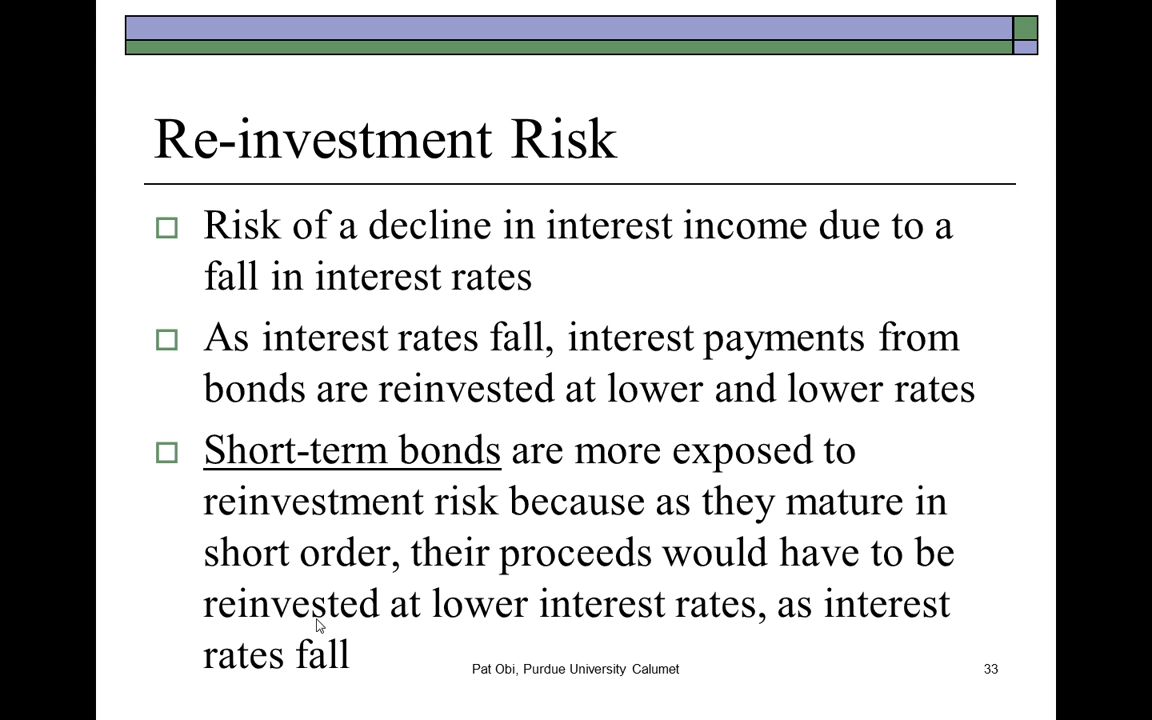 Re-investment Risk
Risk of a decline in interest income due to a
fall in interest rates
As interest rates fall, interest payments from
bonds are reinvested at lower and lower rates
Short-term bonds are more exposed to
reinvestment risk because as they mature in
short order, their proceeds would have to be
reinvested at lower interest rates, as interest
rates fall
Pat Obi, Purdue University Calumet
33